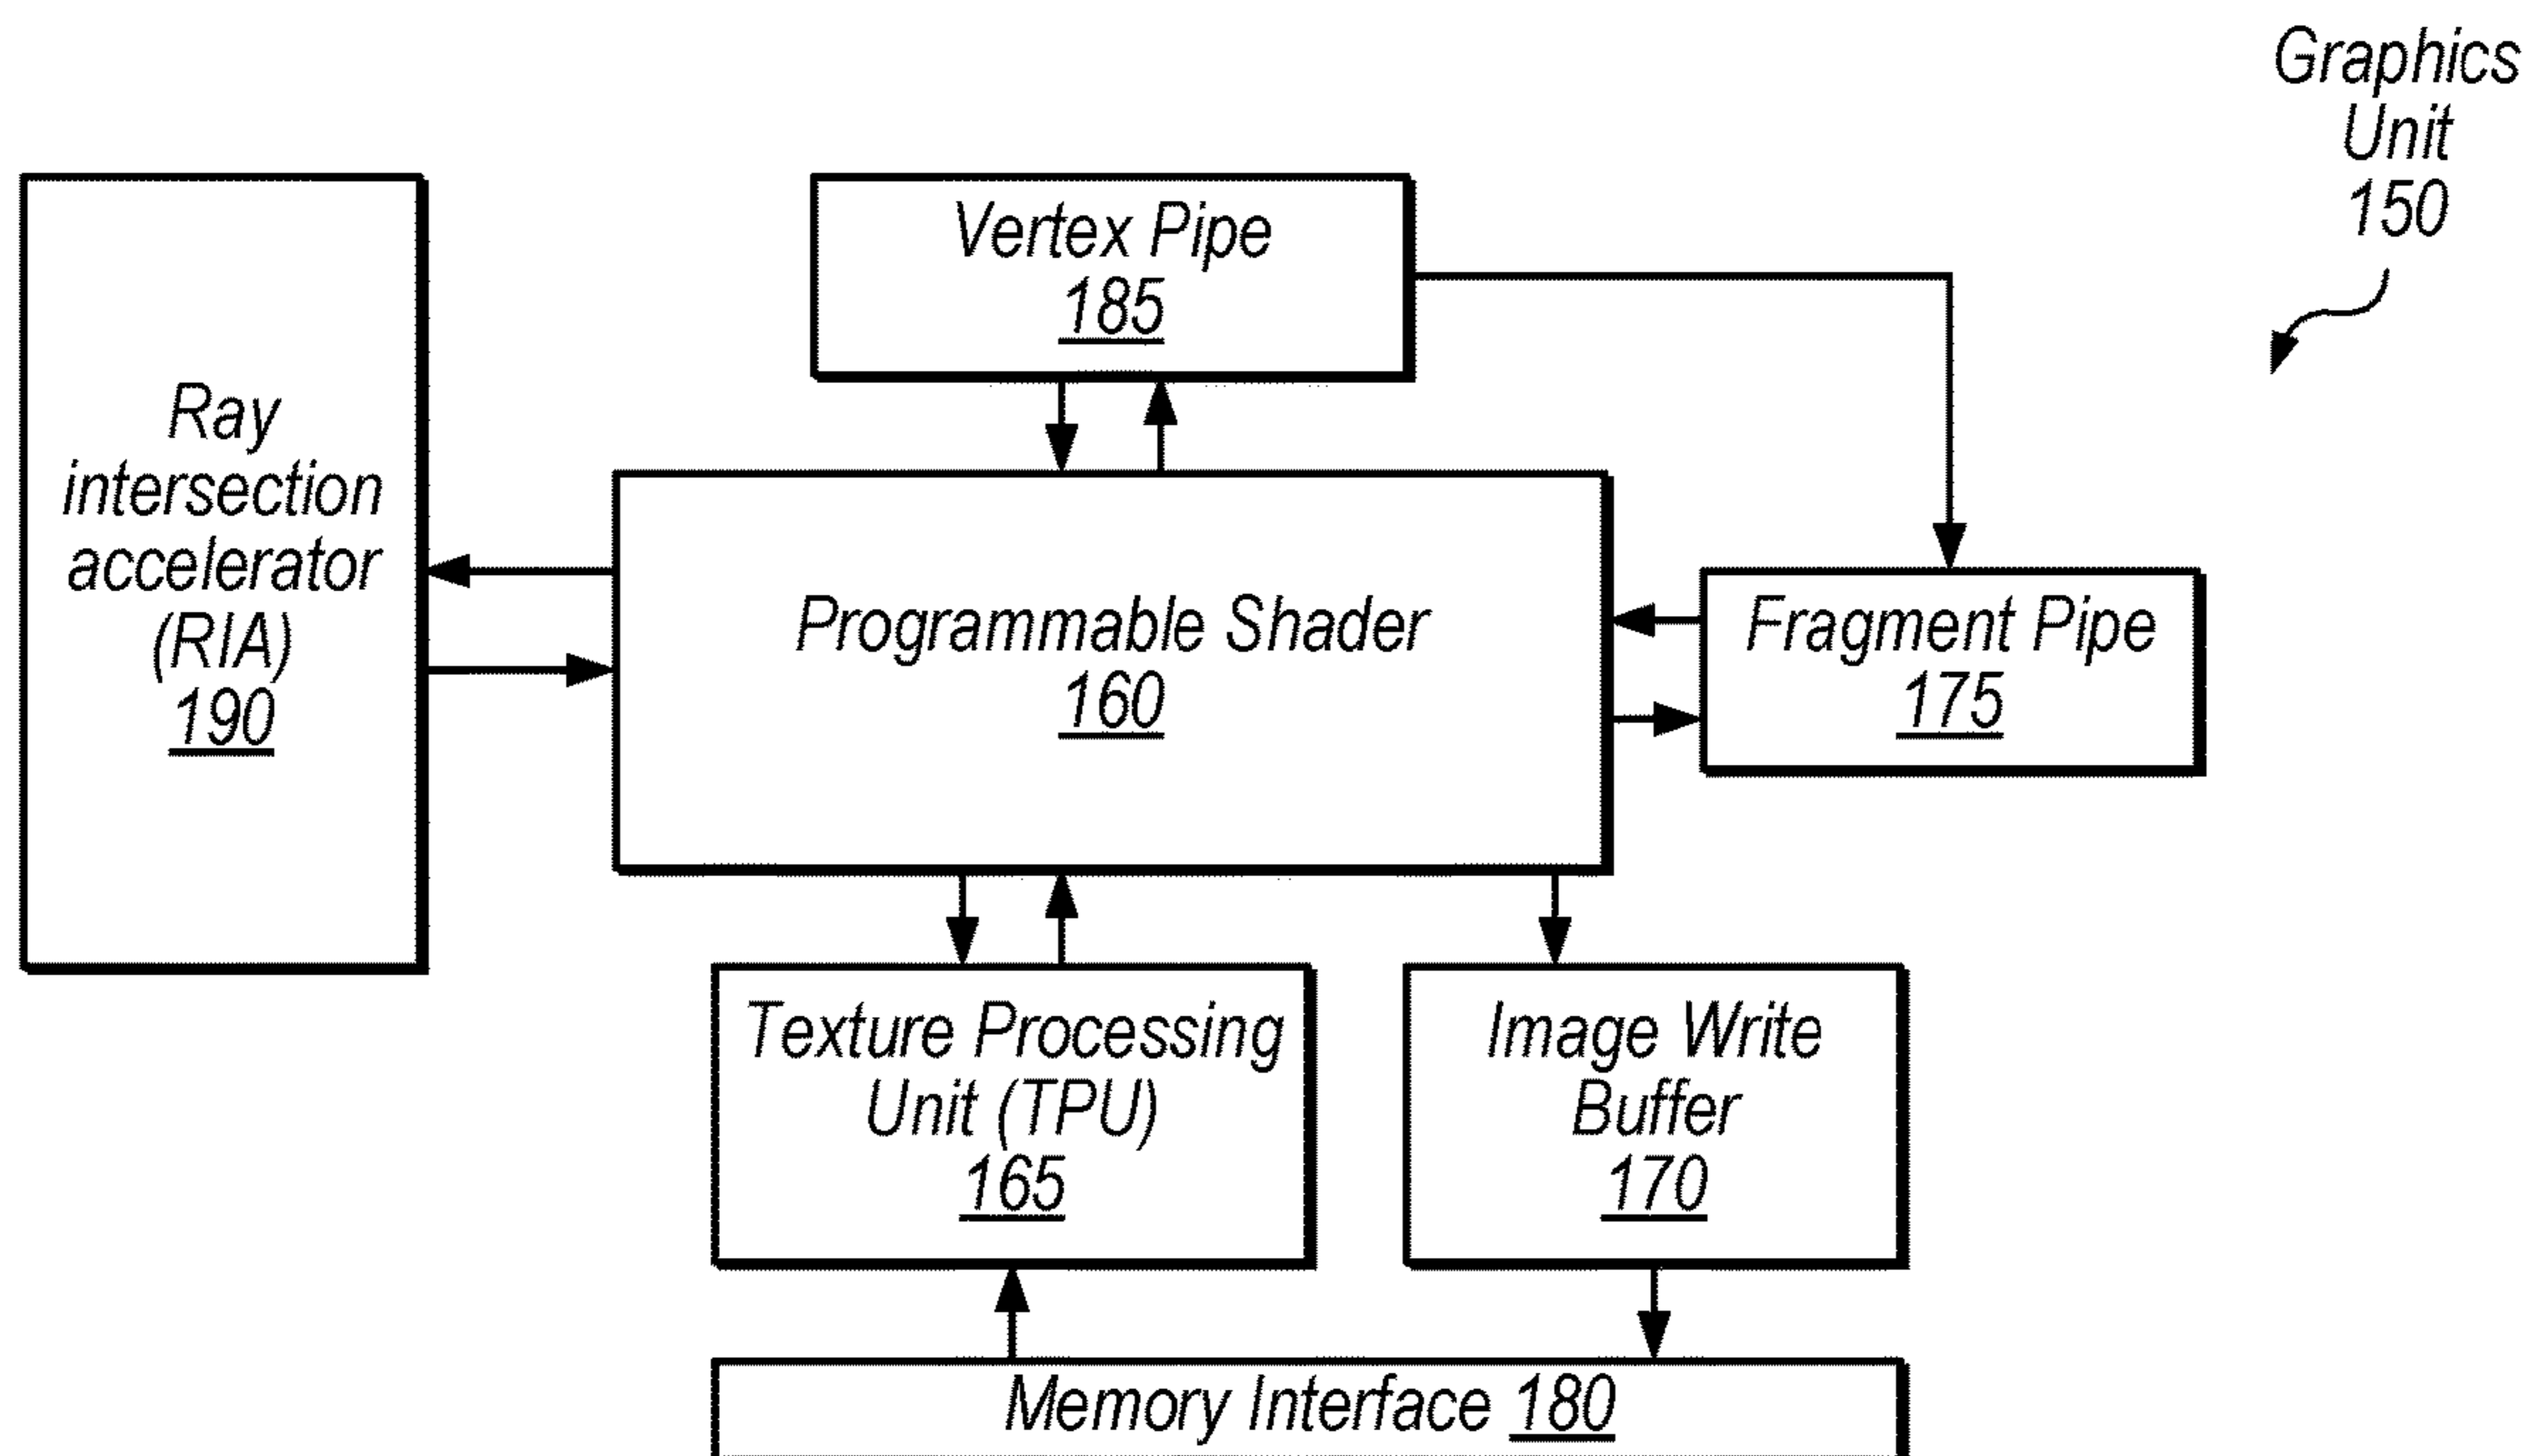 Graphics
Unit
150
Vertex Pipe
185
Ray
intersection
accelerator
(RIA)
190
Programmable Shader
160
Fragment Pipe
175
Texture Processing
Unit (TPU)
165
Image Write
Buffer
170
Memory Interface 180